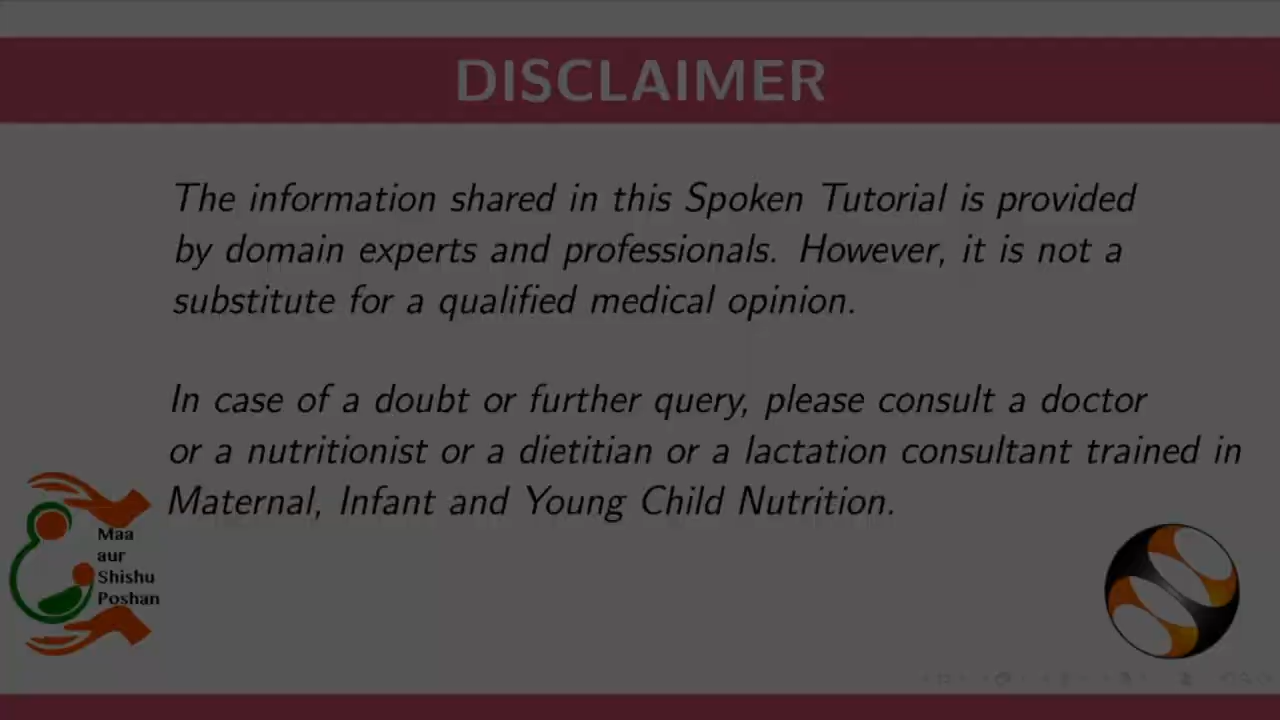 DISCLAIMER
The information shared in this Spoken Tutorial is provided
by domain experts and professionals. However, it is not a
substitute for a qualified medical opinion.
In case of a doubt or further query, please consult a doctor
or a nutritionist or a dietitian or a lactation consultant trained in
Maternal, Infant and Young Child Nutrition.
Maa
aur
Shishu
Poshan